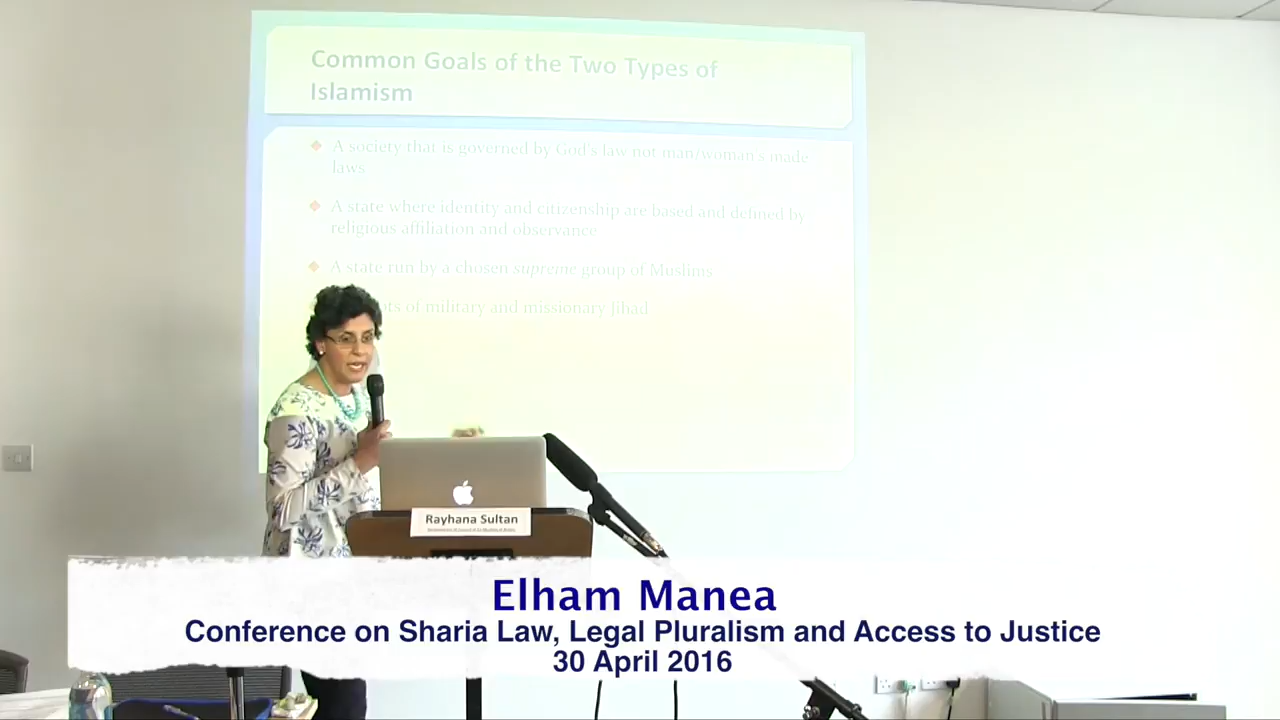 Common Goals of the Two Types of
Islamism
A society that is governed by God's law not man/woman's made
laws
A state where identity and citizenship are based and defined by
religious affiliation and observance
A state run by a chosen supreme group of Muslims
of military and missionary Jihad
Rayhana Sultan
Elham Manea
Conference on Sharia Law, Legal Pluralism and Access to Justice
30 April 2016